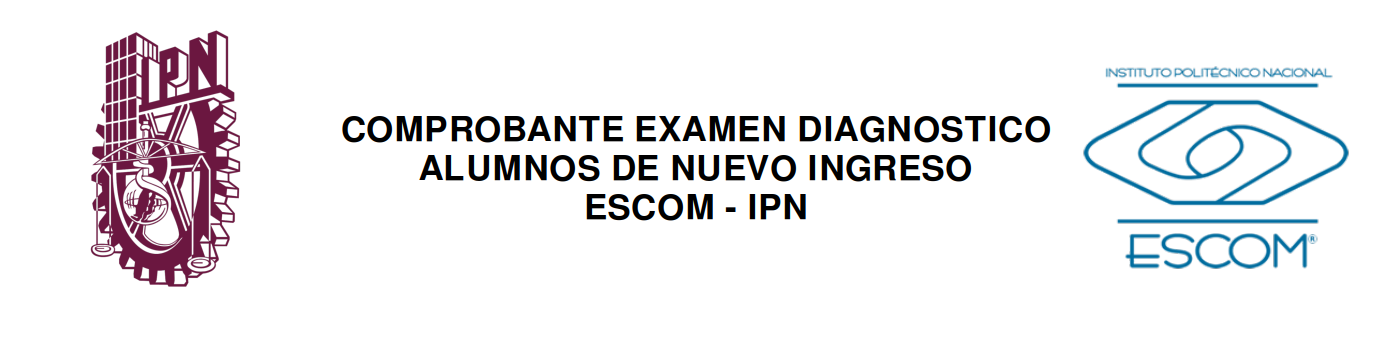 IPN
COMPROBANTE EXAMEN DIAGNOSTICO
ALUMNOS DE NUEVO INGRESO
ESCOM - IPN
INSTITUTO POLITÉCNICO NACIONAL
ESCOM®